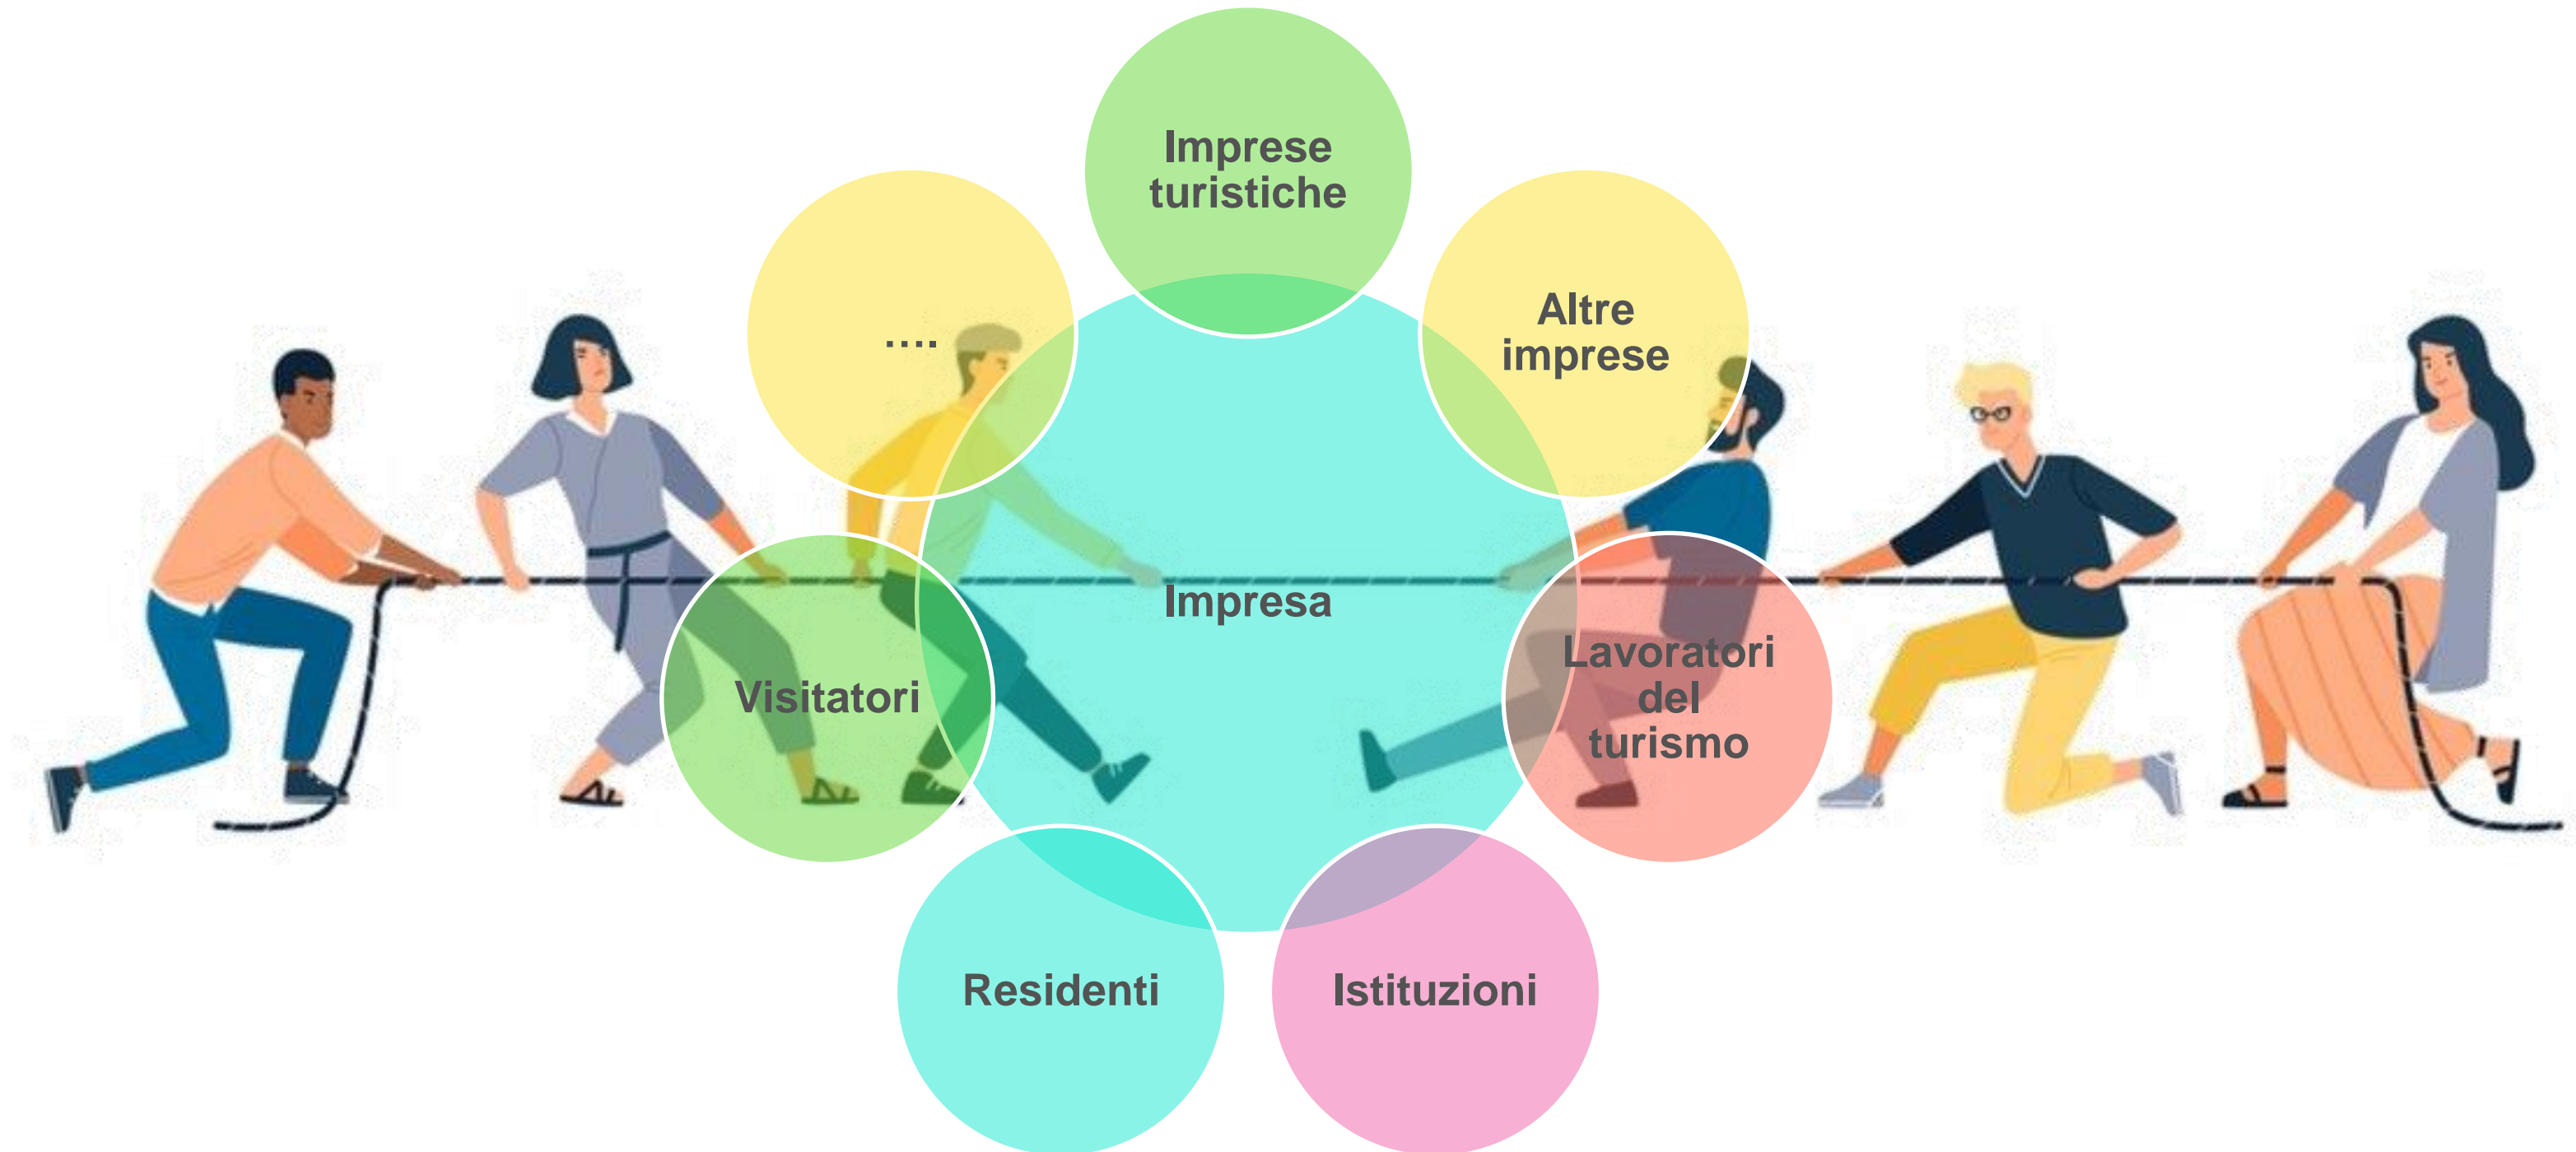 Imprese
turistiche
Altre
imprese
….
Impresa
Lavoratori
del
turismo
Visitatori
Residenti
Istituzioni